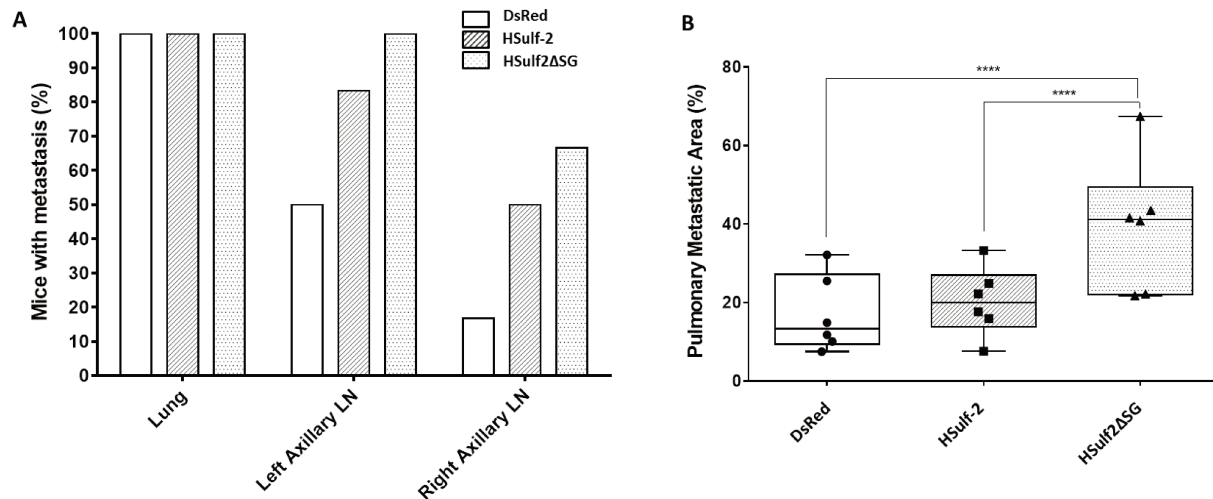 A
Mice with metastasis (%)
100
90
80
70
60
50
40
30
20
10
0
Lung
Left Axillary LN
Right Axillary LN
DsRed
HSulf-2
HSulf2ΔSG
B
Pulmonary Metastatic Area (%)
80
60
40
20
0
****
****
DsRed
HSulf-2
HSulf2ΔSG